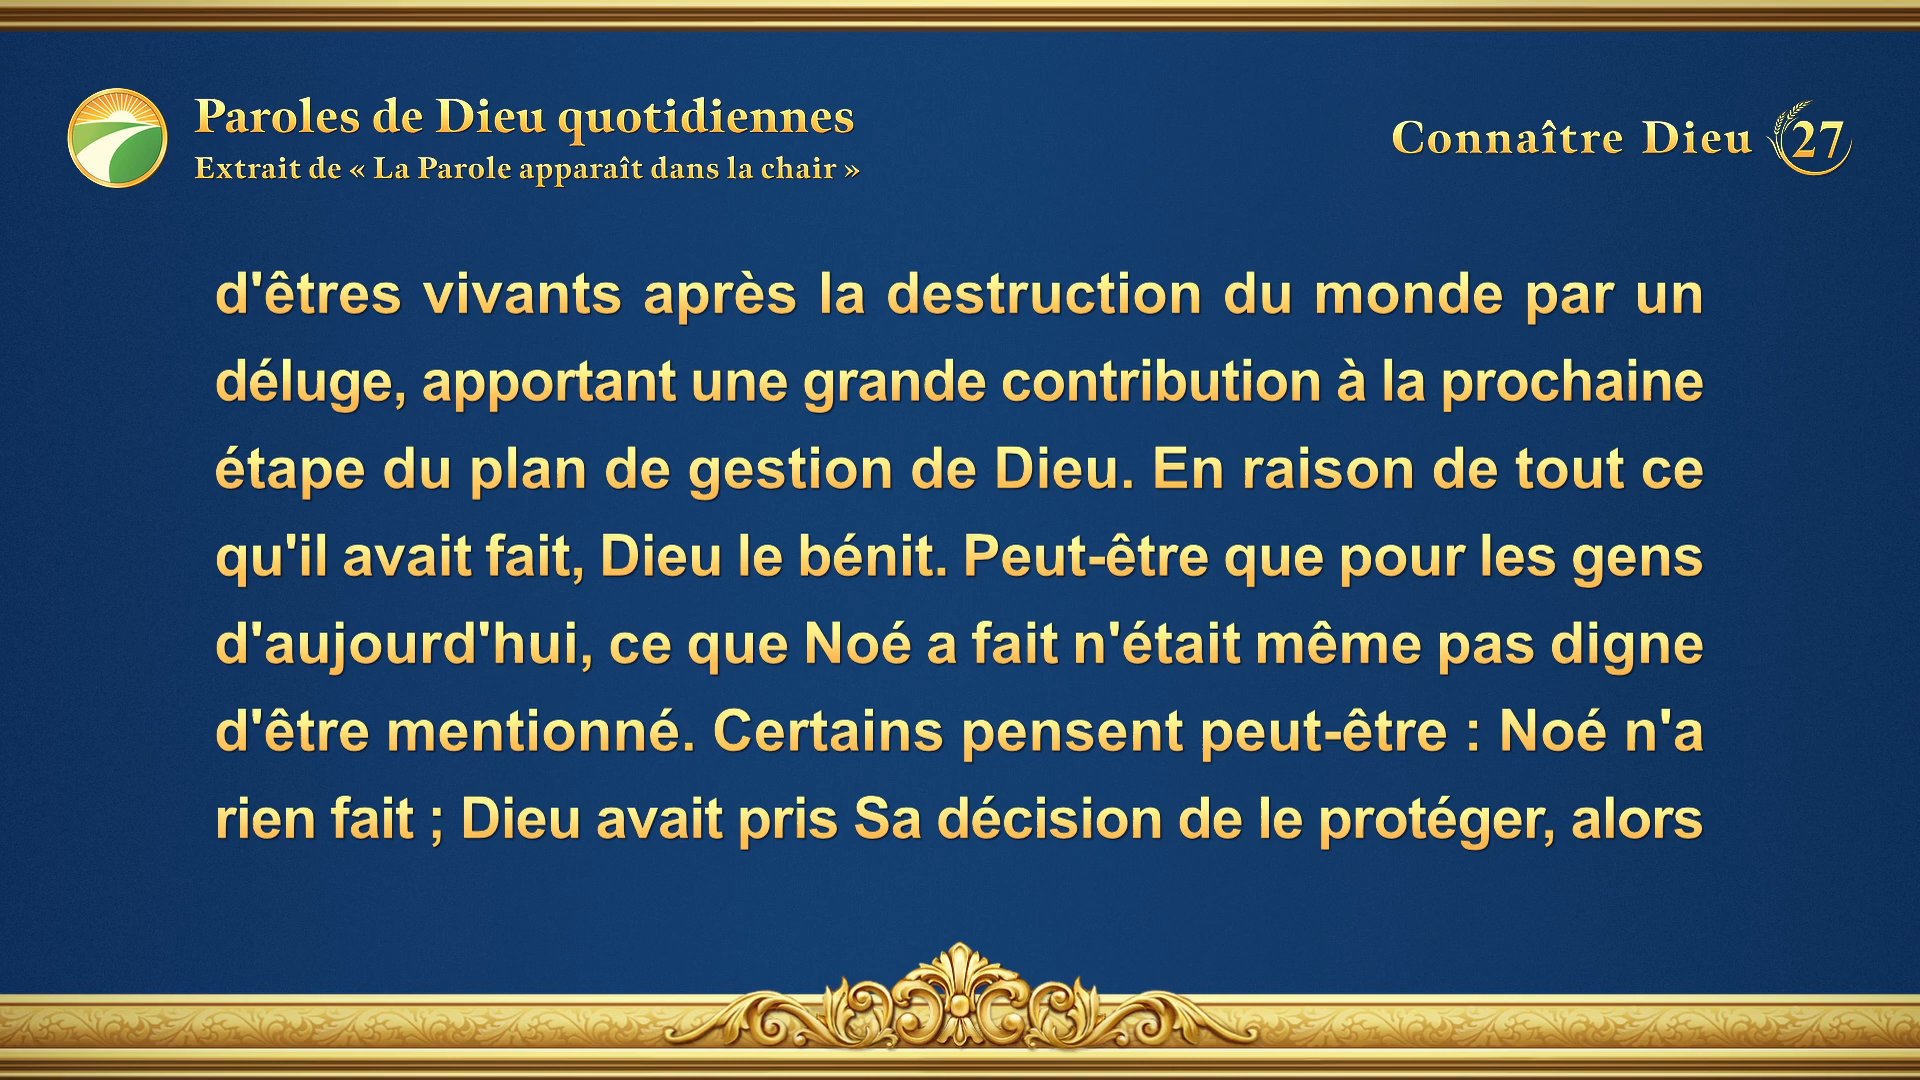 Paroles de Dieu quotidiennes
Extrait de « La Parole apparaît dans la chair »
Connaître Dieu 27
d'êtres vivants après la destruction du monde par un
déluge, apportant une grande contribution à la prochaine
étape du plan de gestion de Dieu. En raison de tout ce
qu'il avait fait, Dieu le bénit. Peut-être que pour les gens
d'aujourd'hui, ce que Noé a fait n'était même pas digne
d'être mentionné. Certains pensent peut-être : Noé n'a
rien fait ; Dieu avait pris Sa décision de le protéger, alors